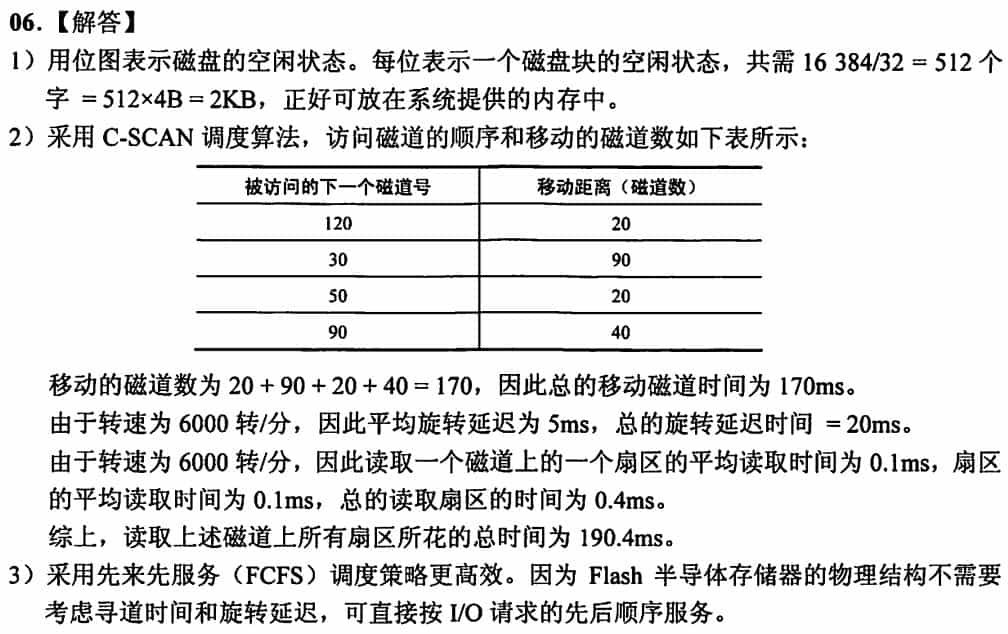 06.【解答】
1）用位图表示磁盘的空闲状态。每位表示一个磁盘块的空闲状态，共需 16 384/32 = 512 个
字 = 512×4B = 2KB，正好可放在系统提供的内存中。
2）采用 C-SCAN 调度算法，访问磁道的顺序和移动的磁道数如下表所示：
被访问的下一个磁道号 移动距离（磁道数）
120 20
30 90
50 20
90 40
移动的磁道数为 20 + 90 + 20 + 40 = 170，因此总的移动磁道时间为 170ms。
由于转速为 6000 转/分，因此平均旋转延迟为 5ms，总的旋转延迟时间 = 20ms。
由于转速为 6000 转/分，因此读取一个磁道上的一个扇区的平均读取时间为 0.1ms，扇区
的平均读取时间为 0.1ms，总的读取扇区的时间为 0.4ms。
综上，读取上述磁道上所有扇区所花的总时间为 190.4ms。
3）采用先来先服务（FCFS）调度策略更高效。因为 Flash 半导体存储器的物理结构不需要
考虑寻道时间和旋转延迟，可直接按 I/O 请求的先后顺序服务。